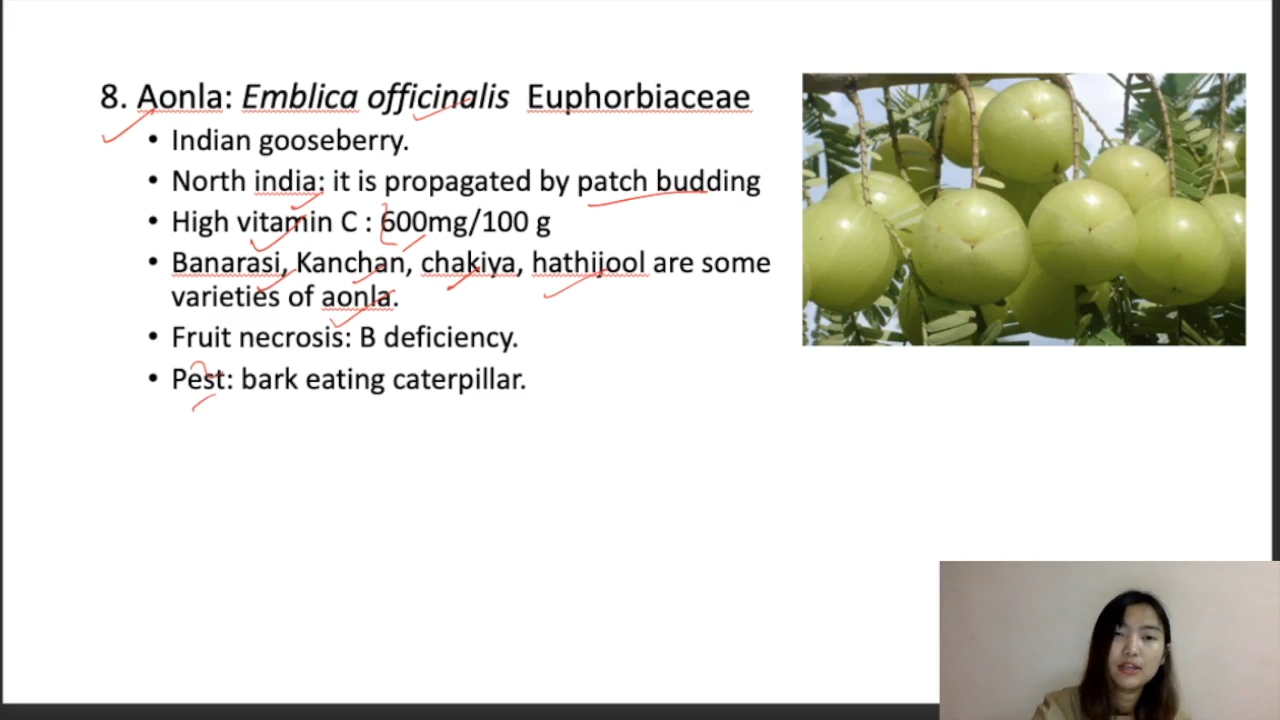 8. Aonla: Emblica officinalis Euphorbiaceae
• Indian gooseberry.
• North india: it is propagated by patch budding
• High vitamin C : 600mg/100 g
• Banarasi, Kanchan, chakiya, hathijool are some
varieties of aonla.
• Fruit necrosis: B deficiency.
• Pest: bark eating caterpillar.